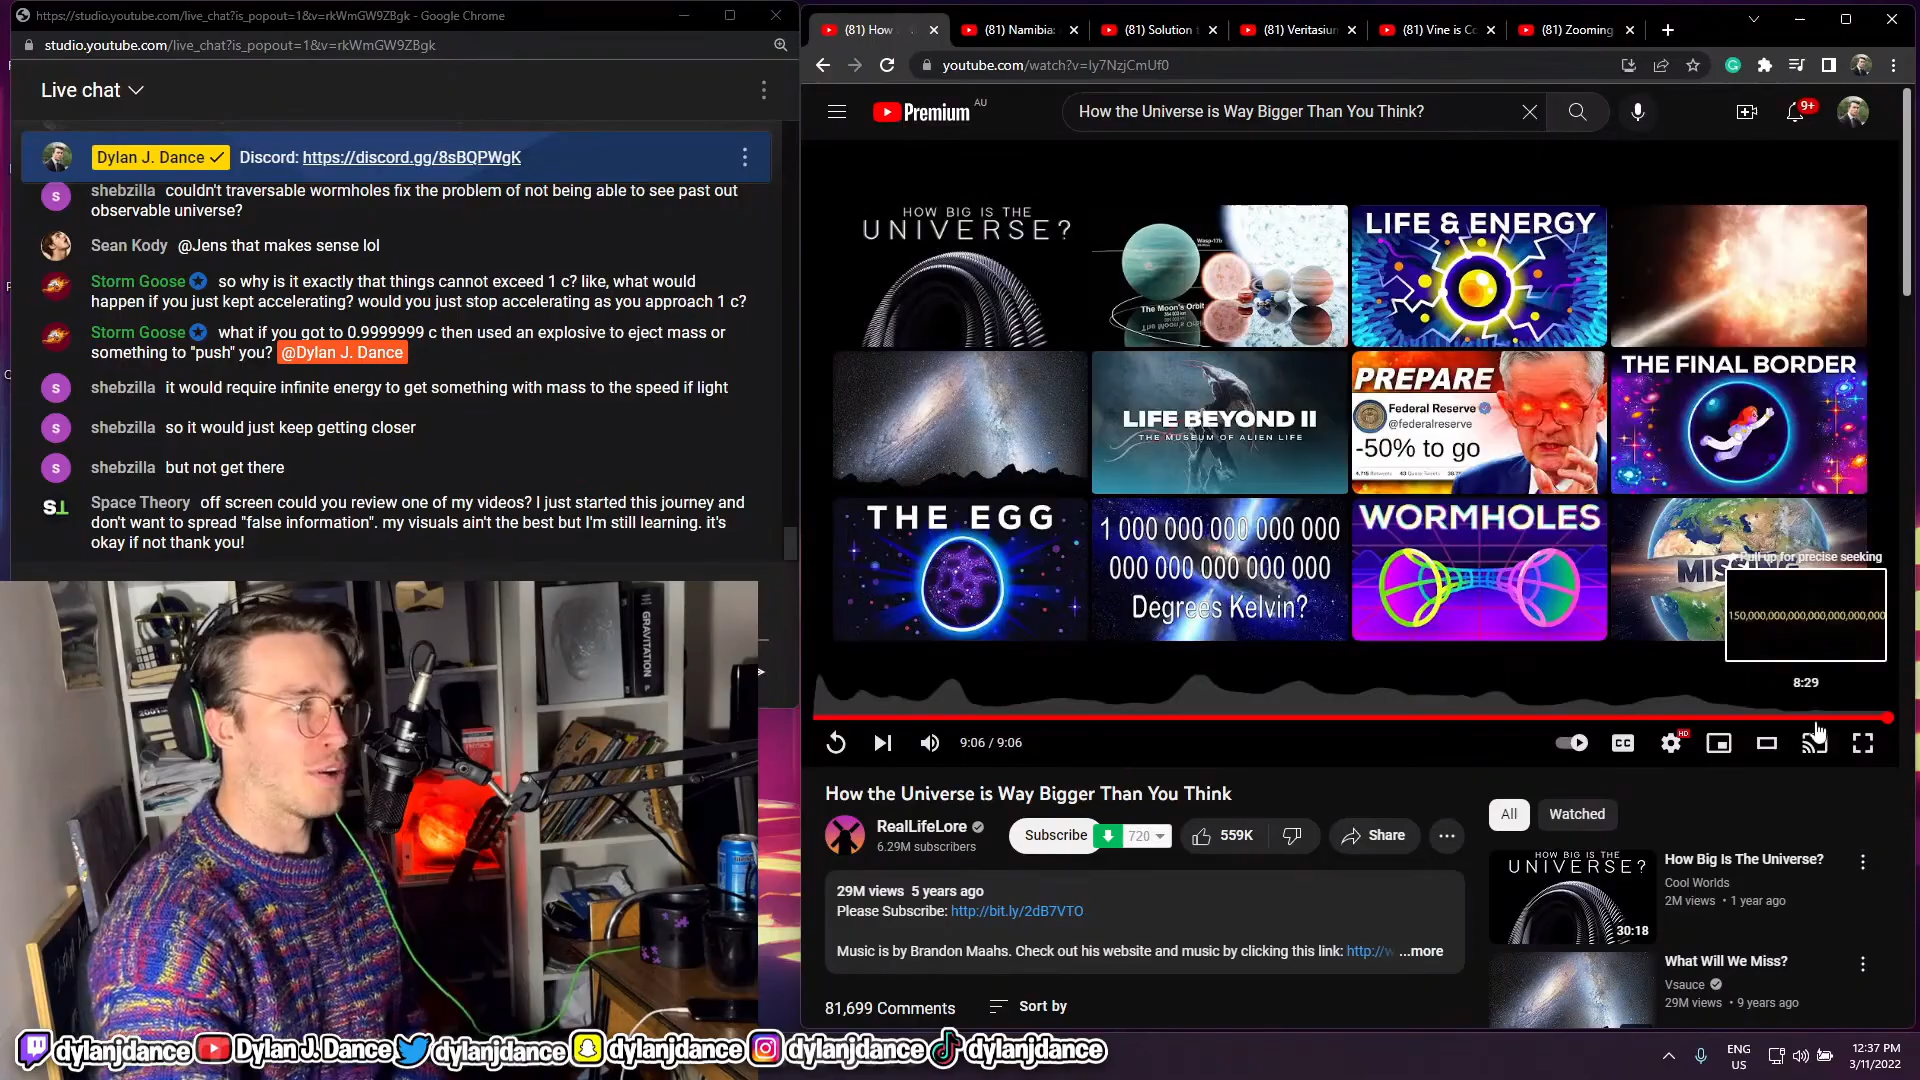 https://studio.youtube.com/live_chat?is_popout=1&v=rkWmGW9ZBgk - Google Chrome
studio.youtube.com/live_chat?is_popout=1&v=rkWmGW9ZBgk
Live chat
Dylan J. Dance Discord: https://discord.gg/8sBQPWgK
shebzilla couldn't traversable wormholes fix the problem of not being able to see past out
observable universe?
Sean Kody @Jens that makes sense lol
Storm Goose so why is it exactly that things cannot exceed 1 c? like, what would
happen if you just kept accelerating? would you just stop accelerating as you approach 1 c?
Storm Goose what if you got to 0.9999999 c then used an explosive to eject mass or
something to "push" you? @Dylan J. Dance
shebzilla it would require infinite energy to get something with mass to the speed if light
shebzilla so it would just keep getting closer
shebzilla but not get there
Space Theory off screen could you review one of my videos? I just started this journey and
don't want to spread "false information". my visuals ain't the best but I'm still learning. it's
okay if not thank you!
GRAVITATION
2001
(81) How
(81) Namibia:
(81) Solution
(81) Veritasiun
(81) Vine is C
(81) Zooming
youtube.com/watch?v=Iy7NzjCmUf0
Premium AU
How the Universe is Way Bigger Than You Think?
9+
HOW BIG IS THE
UNIVERSE?
Wasp-17b
The Moon's Orbit
LIFE & ENERGY
LIFE BEYOND II
THE MUSEUM OF ALIEN LIFE
PREPARE
Federal Reserve
@federalreserve
-50% to go
THE FINAL BORDER
THE EGG
1 000 000 000 000 000
000 000 000 000 000
Degrees Kelvin?
WORMHOLES
Pull up for precise seeking
150,000,000,000,000,000,000,000
8:29
9:06 / 9:06
CC
HD
How the Universe is Way Bigger Than You Think
RealLifeLore
6.29M subscribers
Subscribe
720
559K
Share
29M views 5 years ago
Please Subscribe: http://bit.ly/2dB7VTO
Music is by Brandon Maahs. Check out his website and music by clicking this link: http://w ...more
81,699 Comments
Sort by
All
Watched
HOW BIG IS THE
UNIVERSE?
30:18
How Big Is The Universe?
Cool Worlds
2M views • 1 year ago
What Will We Miss?
Vsauce
29M views • 9 years ago
dylanjdance Dylan J. Dance dylanjdance dylanjdance dylanjdance dylanjdance
ENG
US
12:37 PM
3/11/2022